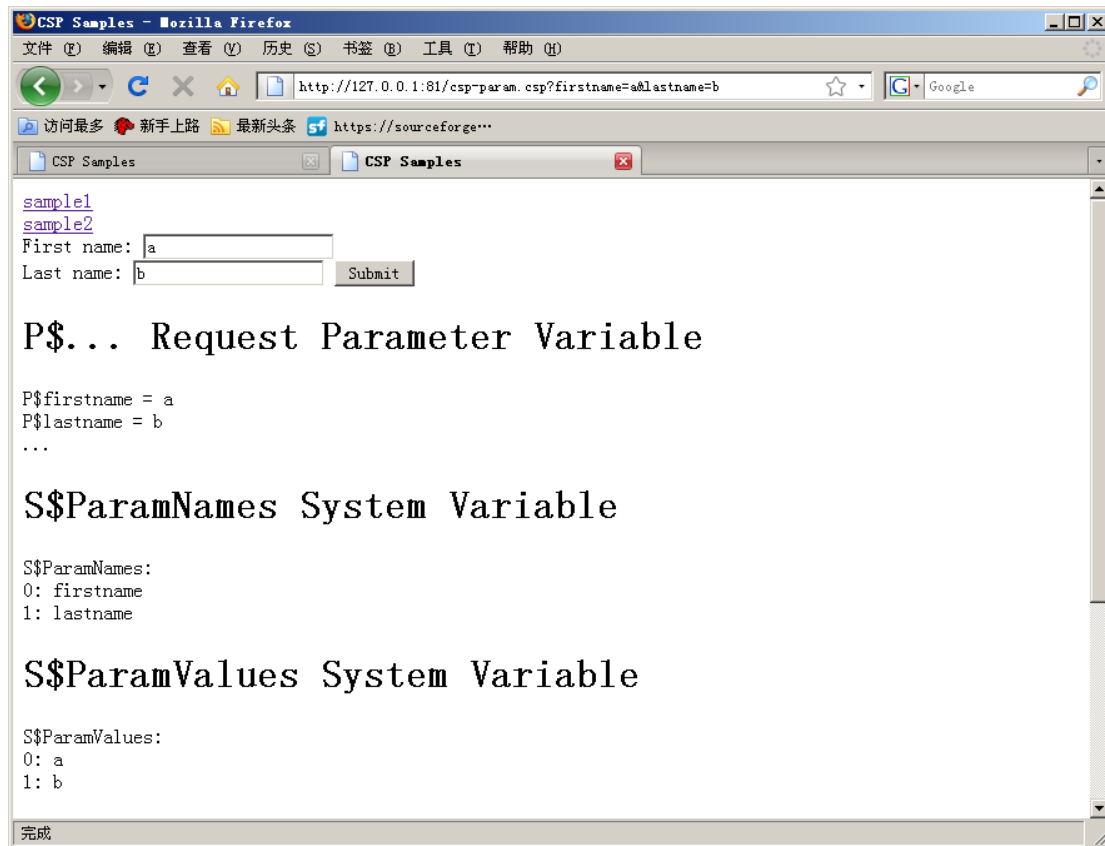 CSP Samples - Mozilla Firefox
文件 (F) 编辑 (E) 查看 (V) 历史 (S) 书签 (B) 工具 (T) 帮助 (H)
http://127.0.0.1:81/csp-param.csp?firstname=a&lastname=b
G Google
访问最多 新手上路 最新头条 sf https://sourceforge…
CSP Samples CSP Samples
sample1
sample2
First name: a
Last name: b Submit
P$... Request Parameter Variable
P$firstname = a
P$lastname = b
...
S$ParamNames System Variable
S$ParamNames:
0: firstname
1: lastname
S$ParamValues System Variable
S$ParamValues:
0: a
1: b
完成